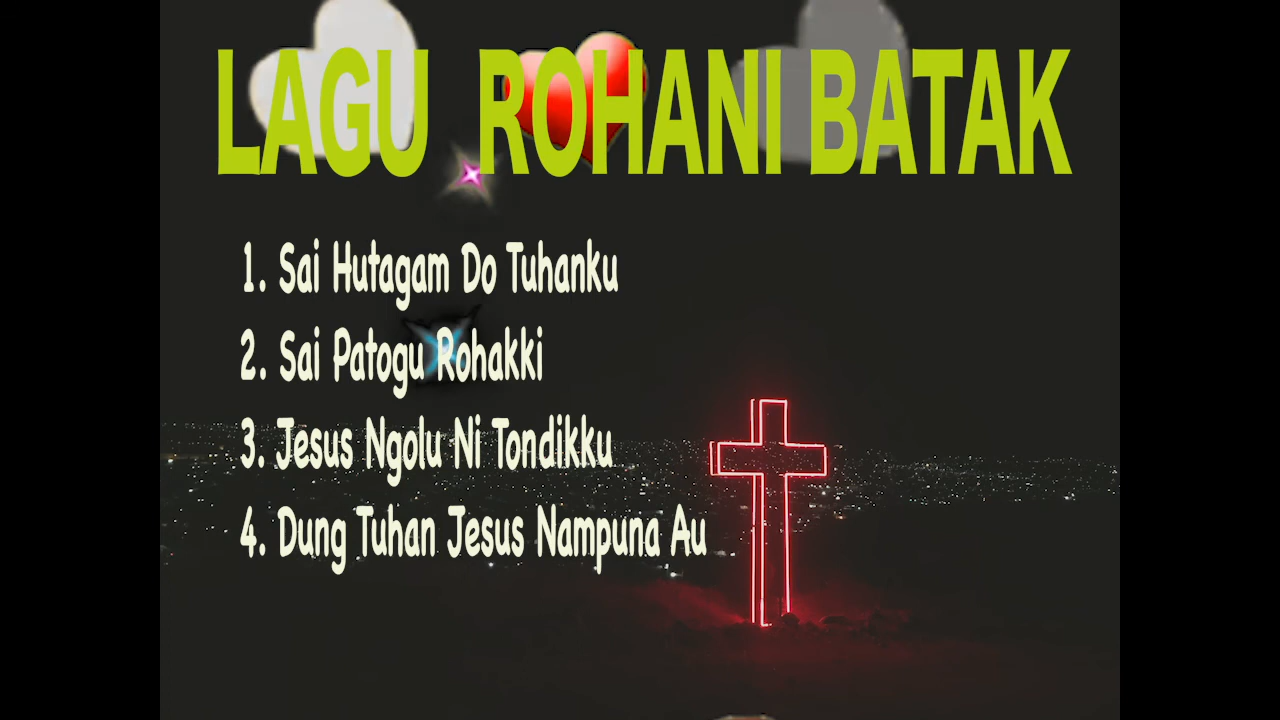 LAGU ROHANI BATAK
1. Sai Hutagam Do Tuhanku
2. Sai Patogu Rohakki
3. Jesus Ngolu Ni Tondikku
4. Dung Tuhan Jesus Nampuna Au